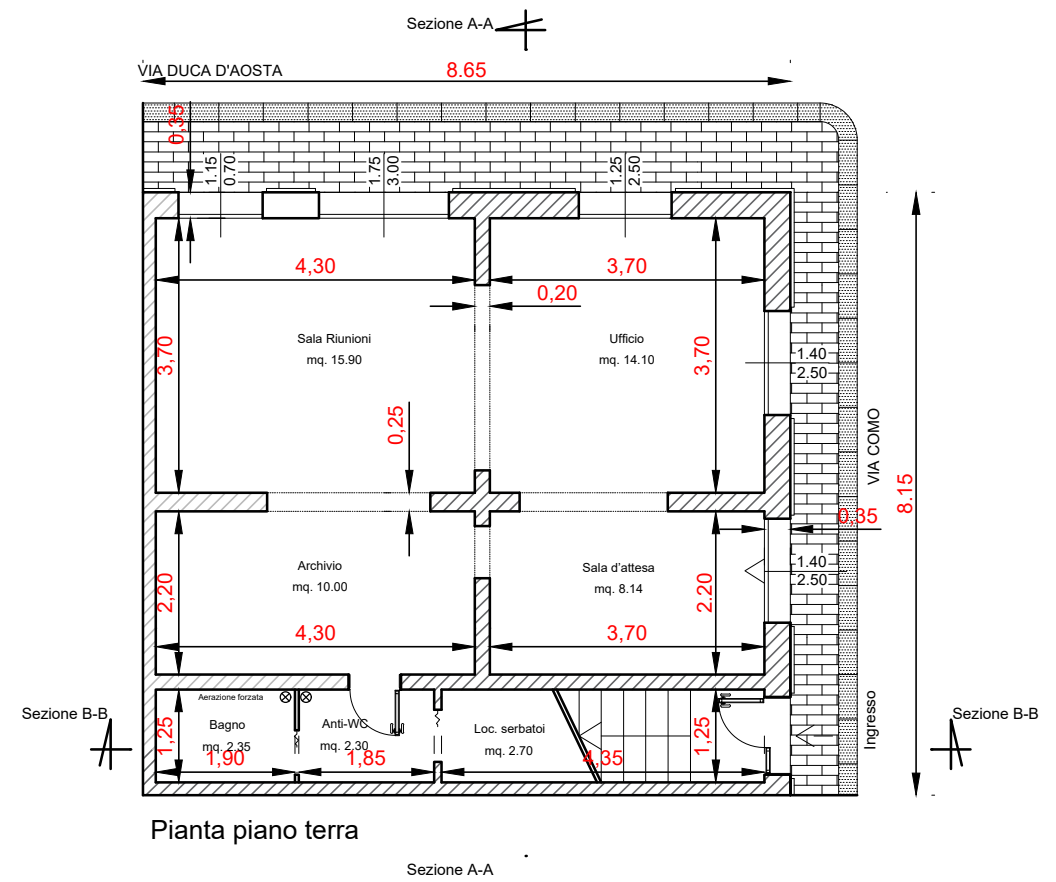 Sezione A-A
VIA DUCA D'AOSTA
8.65
0,35
1.15
0.70
1.75
3.00
1.25
2.50
4,30
3,70
0,20
Sala Riunioni
mq. 15.90
Ufficio
mq. 14.10
3,70
3,70
1.40
2.50
0,25
VIA COMO
8.15
0,35
Archivio
mq. 10.00
Sala d'attesa
mq. 8.14
1.40
2.50
2,20
2.20
4,30
3,70
Aerazione forzata
Sezione B-B
Bagno
mq. 2.35
Anti-WC
mq. 2.30
Loc. serbatoi
mq. 2.70
1,25
1,25
Ingresso
Sezione B-B
1,90
1,85
4,35
Pianta piano terra
Sezione A-A